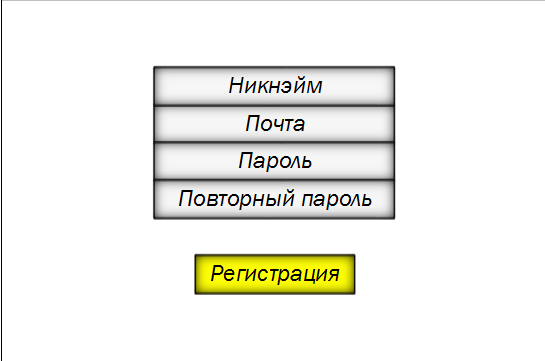 Никнэйм
Почта
Пароль
Повторный пароль
Регистрация